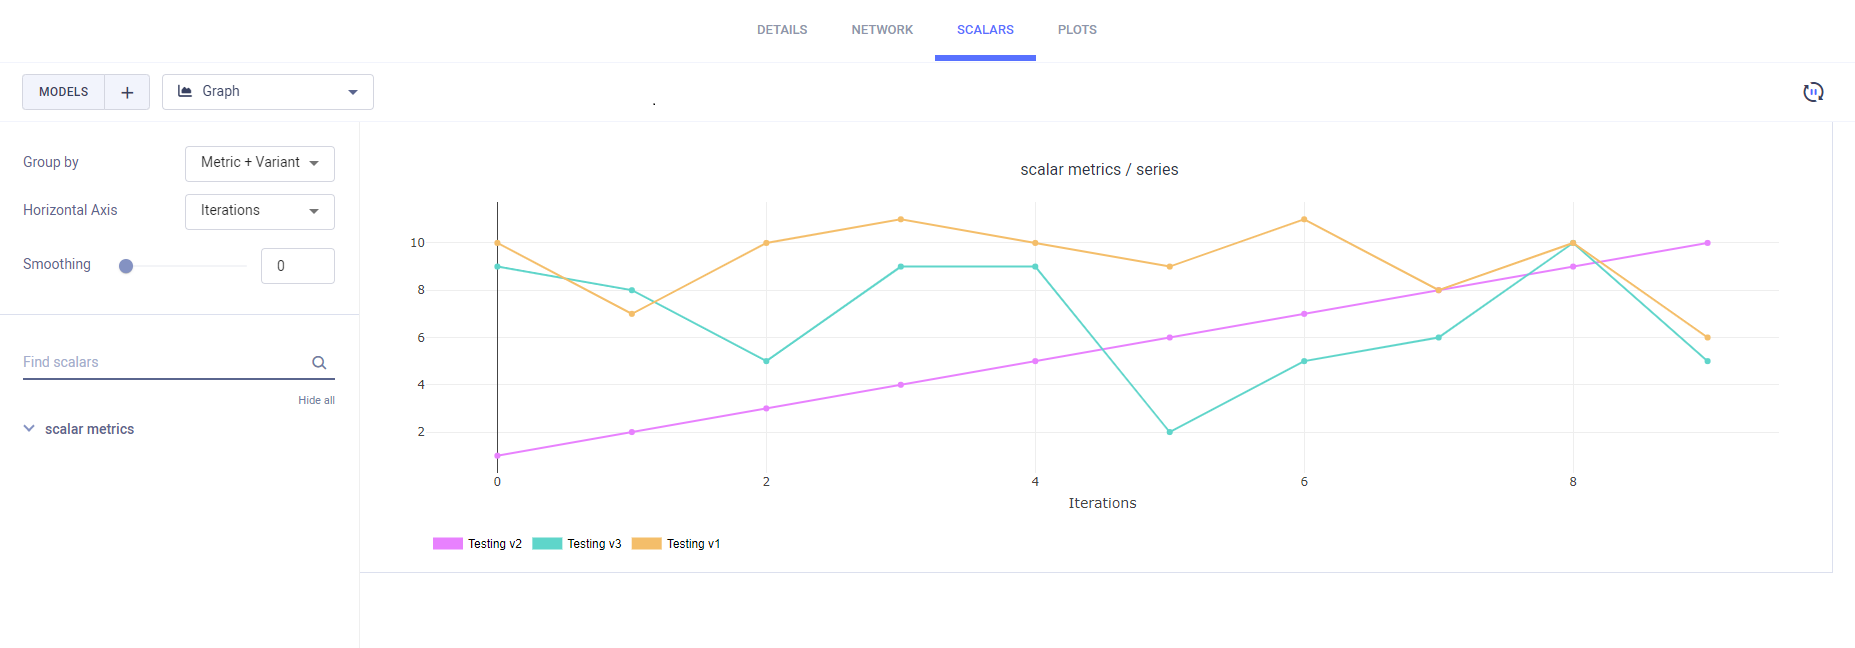 DETAILS NETWORK SCALARS PLOTS
MODELS + Graph
.
Group by Metric + Variant
Horizontal Axis Iterations
Smoothing 0
Find scalars
Hide all
scalar metrics
scalar metrics / series
10
8
6
4
2
0 2 4 6 8
Iterations
Testing v2 Testing v3 Testing v1